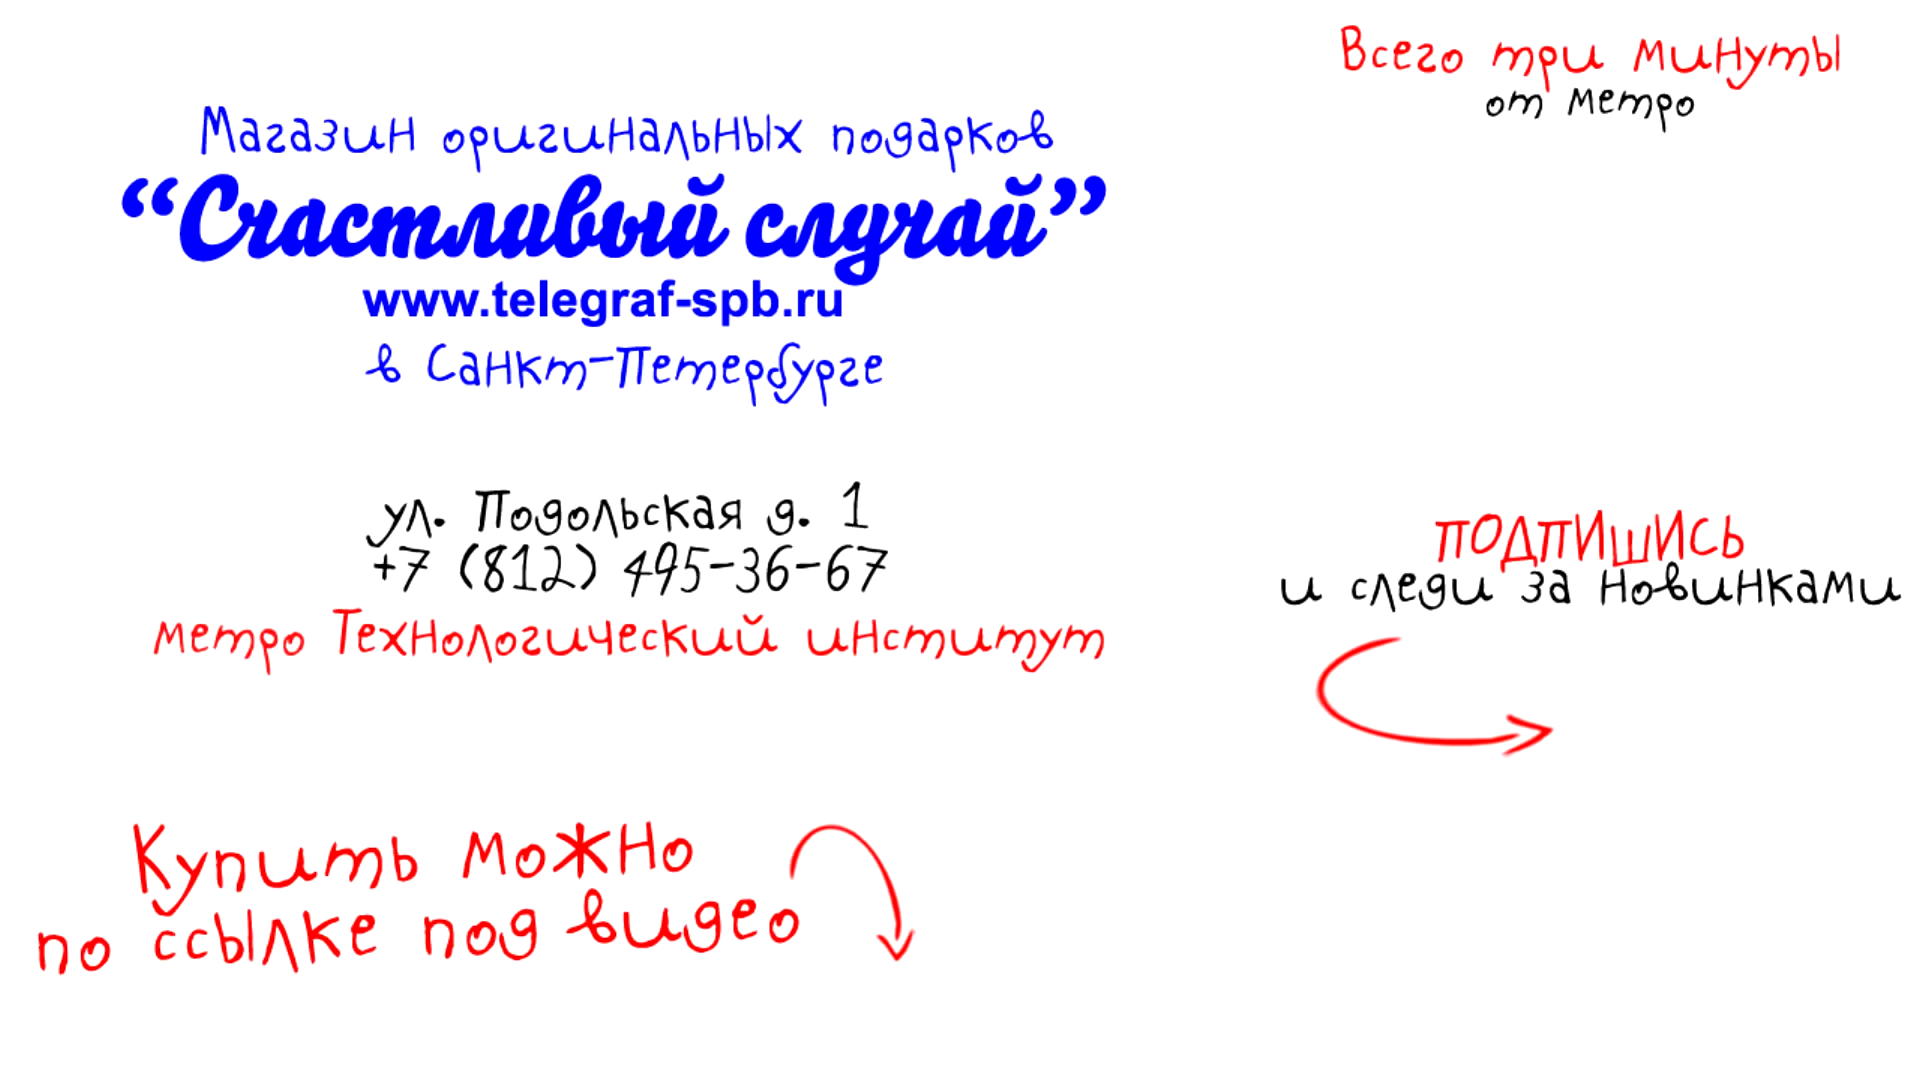 Всего три минуты
от метро
Магазин оригинальных подарков
“Счастливый случай”
www.telegraf-spb.ru
в Санкт-Петербурге
ул. Подольская д. 1
+7 (812) 495-36-67
метро Технологический институт
ПОДПИШИСЬ
и следи за новинками
Купить можно
по ссылке под видео